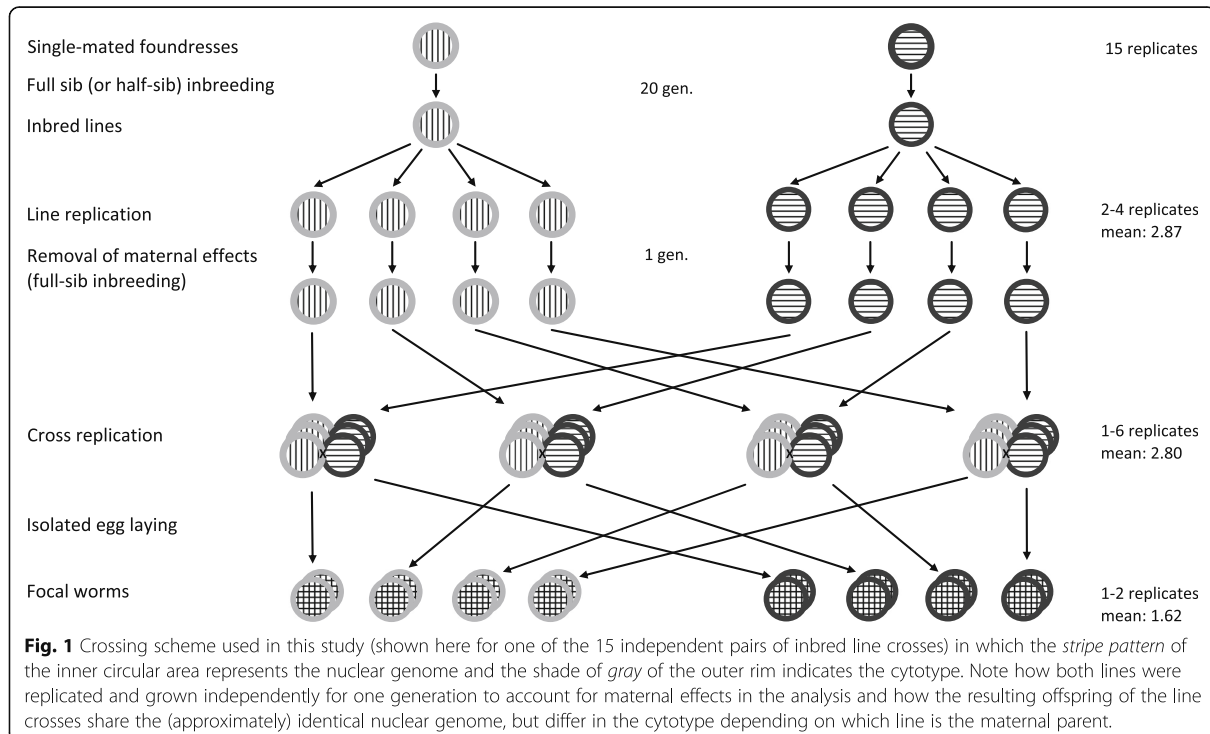 Single-mated foundresses
15 replicates
Full sib (or half-sib) inbreeding
20 gen.
Inbred lines
Line replication
2-4 replicates
mean: 2.87
Removal of maternal effects
(full-sib inbreeding)
1 gen.
Cross replication
1-6 replicates
mean: 2.80
x
x
x
x
Isolated egg laying
Focal worms
1-2 replicates
mean: 1.62
Fig. 1 Crossing scheme used in this study (shown here for one of the 15 independent pairs of inbred line crosses) in which the stripe pattern of
the inner circular area represents the nuclear genome and the shade of gray of the outer rim indicates the cytotype. Note how both lines were
replicated and grown independently for one generation to account for maternal effects in the analysis and how the resulting offspring of the line
crosses share the (approximately) identical nuclear genome, but differ in the cytotype depending on which line is the maternal parent.